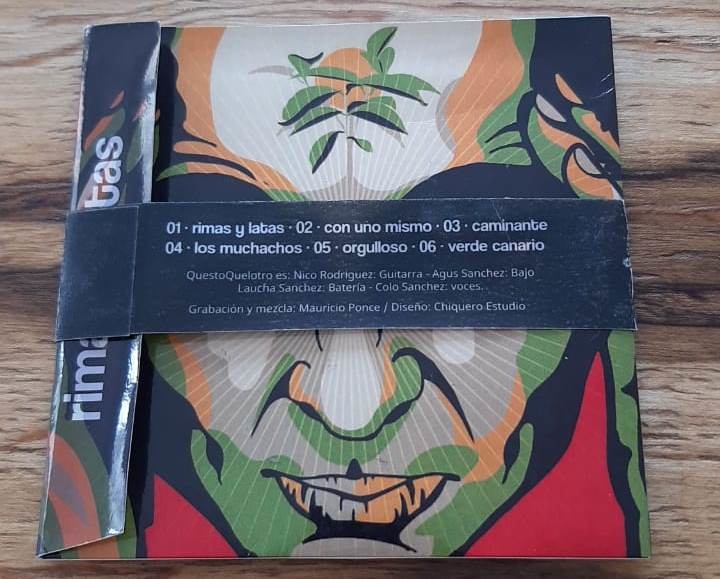 01 · rimas y latas · 02 · con uno mismo · 03 · caminante
04 · los muchachos · 05 · orgulloso · 06 · verde canario
QuestoQuelotro es: Nico Rodriguez: Guitarra - Agus Sanchez: Bajo
Laucha Sanchez: Batería - Colo Sanchez: voces.
Grabación y mezcla: Mauricio Ponce / Diseño: Chiquero Estudio